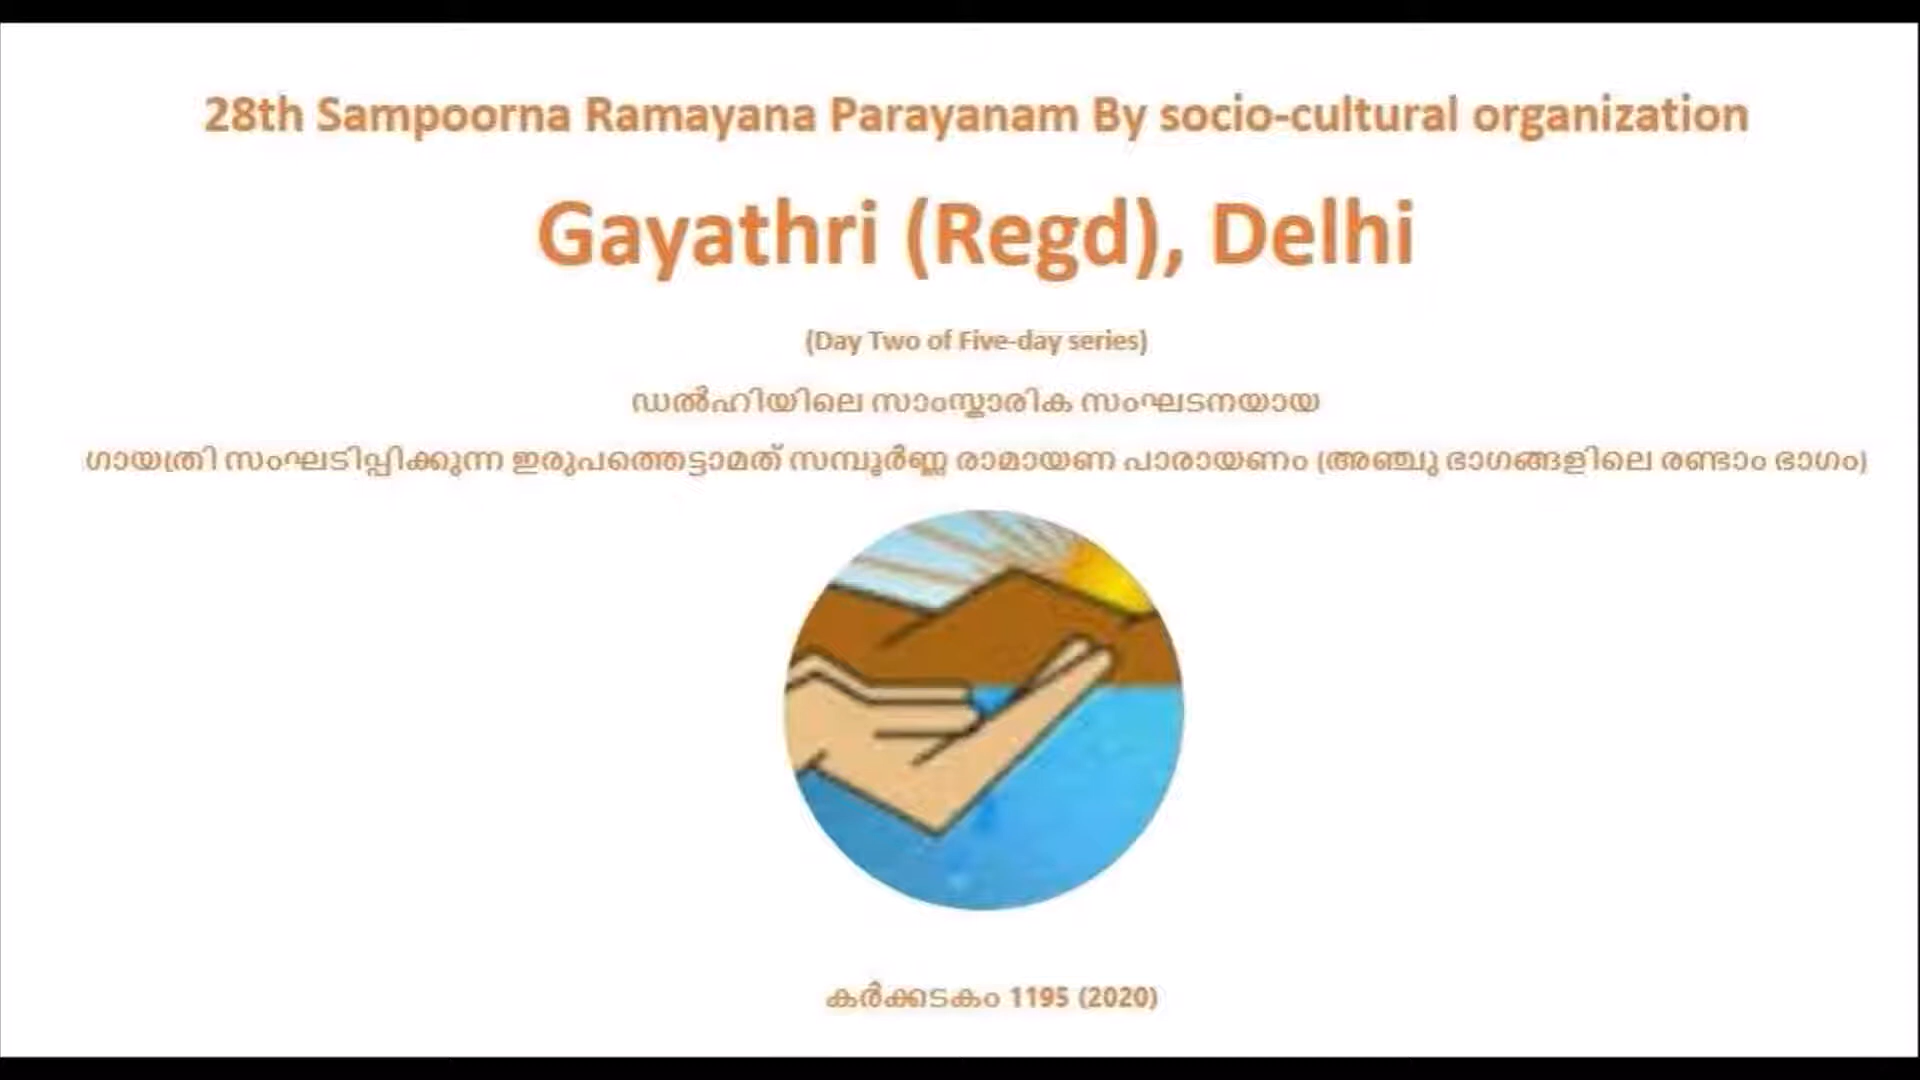 28th Sampoorna Ramayana Parayanam By socio-cultural organization
Gayathri (Regd), Delhi
(Day Two of Five-day series)
ഡൽഹിയിലെ സാംസ്കാരിക സംഘടനയായ
ഗായത്രി സംഘടിപ്പിക്കുന്ന ഇരുപത്തെട്ടാമത് സമ്പൂർണ്ണ രാമായണ പാരായണം (അഞ്ചു ഭാഗങ്ങളിലെ രണ്ടാം ഭാഗം)
കർക്കടകം 1195 (2020)